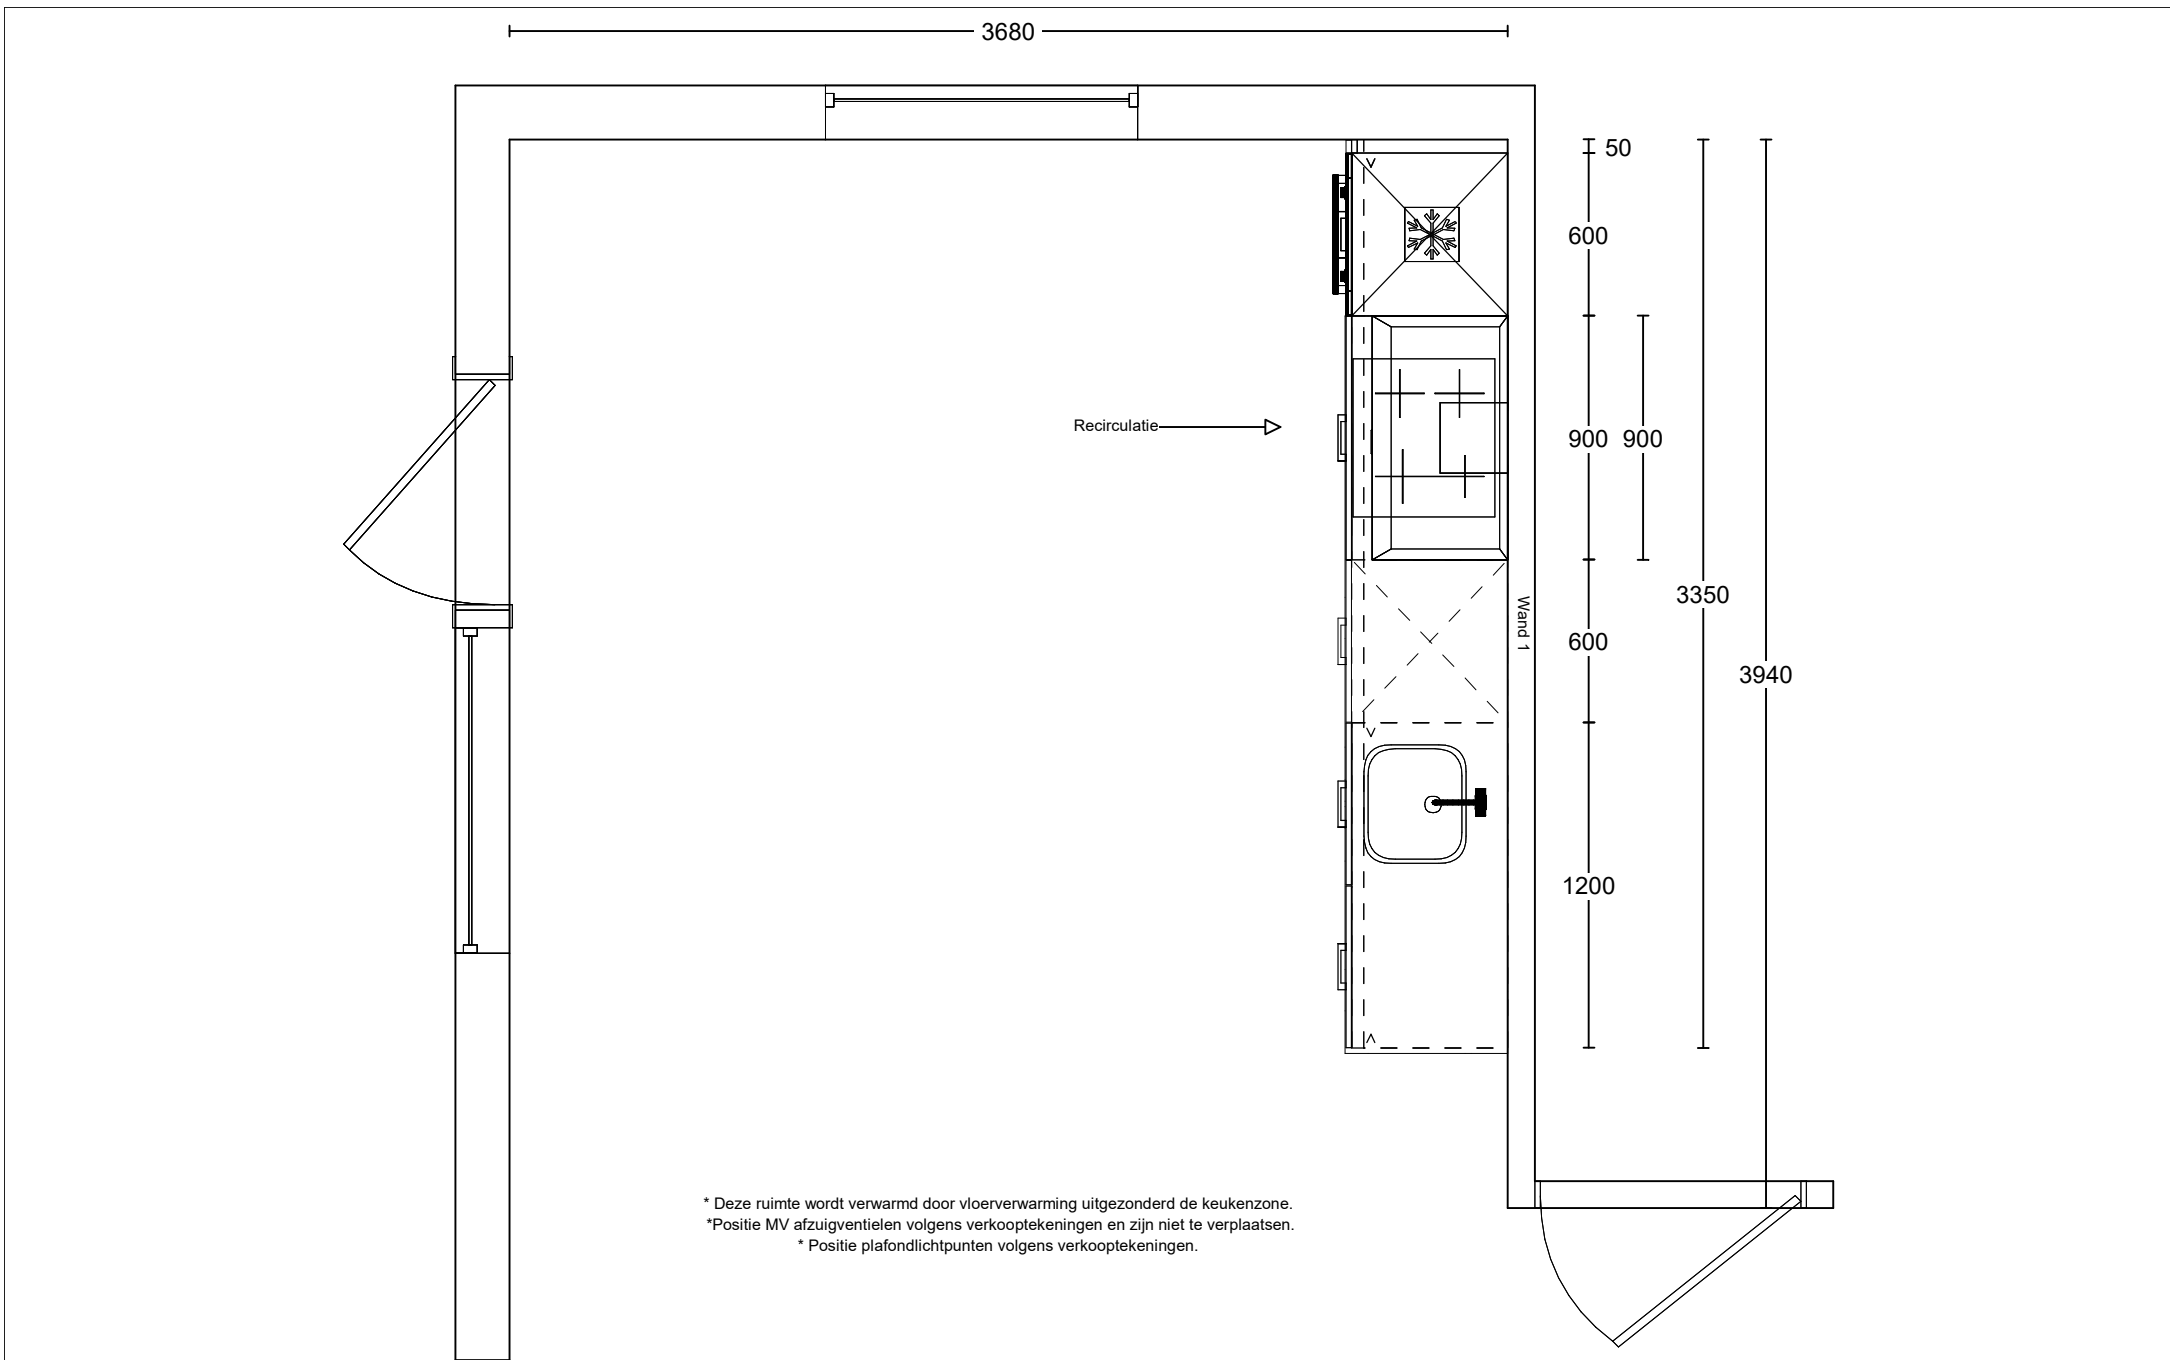 3680
50
600
Recirculatie
900 900
3350
Wand 1
600
3940
1200
* Deze ruimte wordt verwarmd door vloerverwarming uitgezonderd de keukenzone.
*Positie MV afzuigventielen volgens verkooptekeningen en zijn niet te verplaatsen.
* Positie plafondlichtpunten volgens verkooptekeningen.